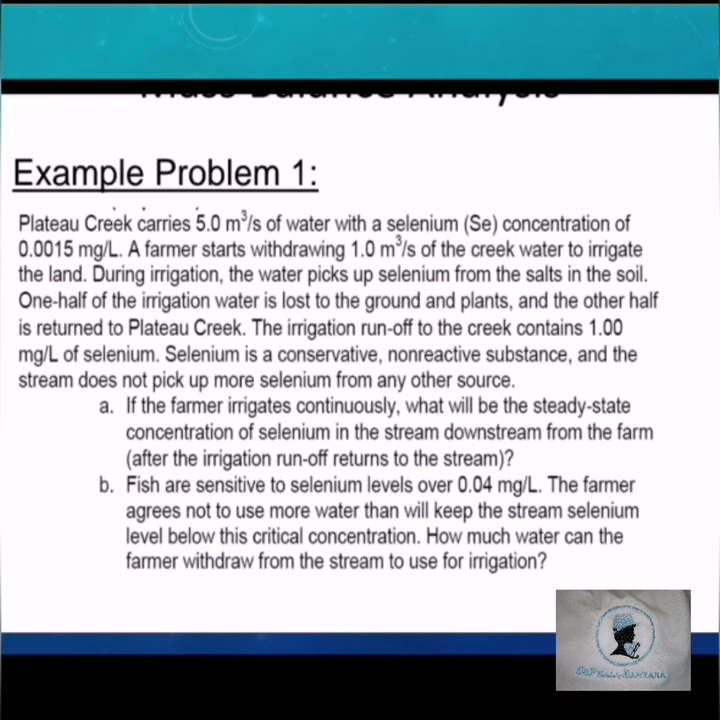 Mass Balance Analysis
Example Problem 1:
Plateau Creek carries 5.0 m³/s of water with a selenium (Se) concentration of
0.0015 mg/L. A farmer starts withdrawing 1.0 m³/s of the creek water to irrigate
the land. During irrigation, the water picks up selenium from the salts in the soil.
One-half of the irrigation water is lost to the ground and plants, and the other half
is returned to Plateau Creek. The irrigation run-off to the creek contains 1.00
mg/L of selenium. Selenium is a conservative, nonreactive substance, and the
stream does not pick up more selenium from any other source.
a. If the farmer irrigates continuously, what will be the steady-state
concentration of selenium in the stream downstream from the farm
(after the irrigation run-off returns to the stream)?
b. Fish are sensitive to selenium levels over 0.04 mg/L. The farmer
agrees not to use more water than will keep the stream selenium
level below this critical concentration. How much water can the
farmer withdraw from the stream to use for irrigation?